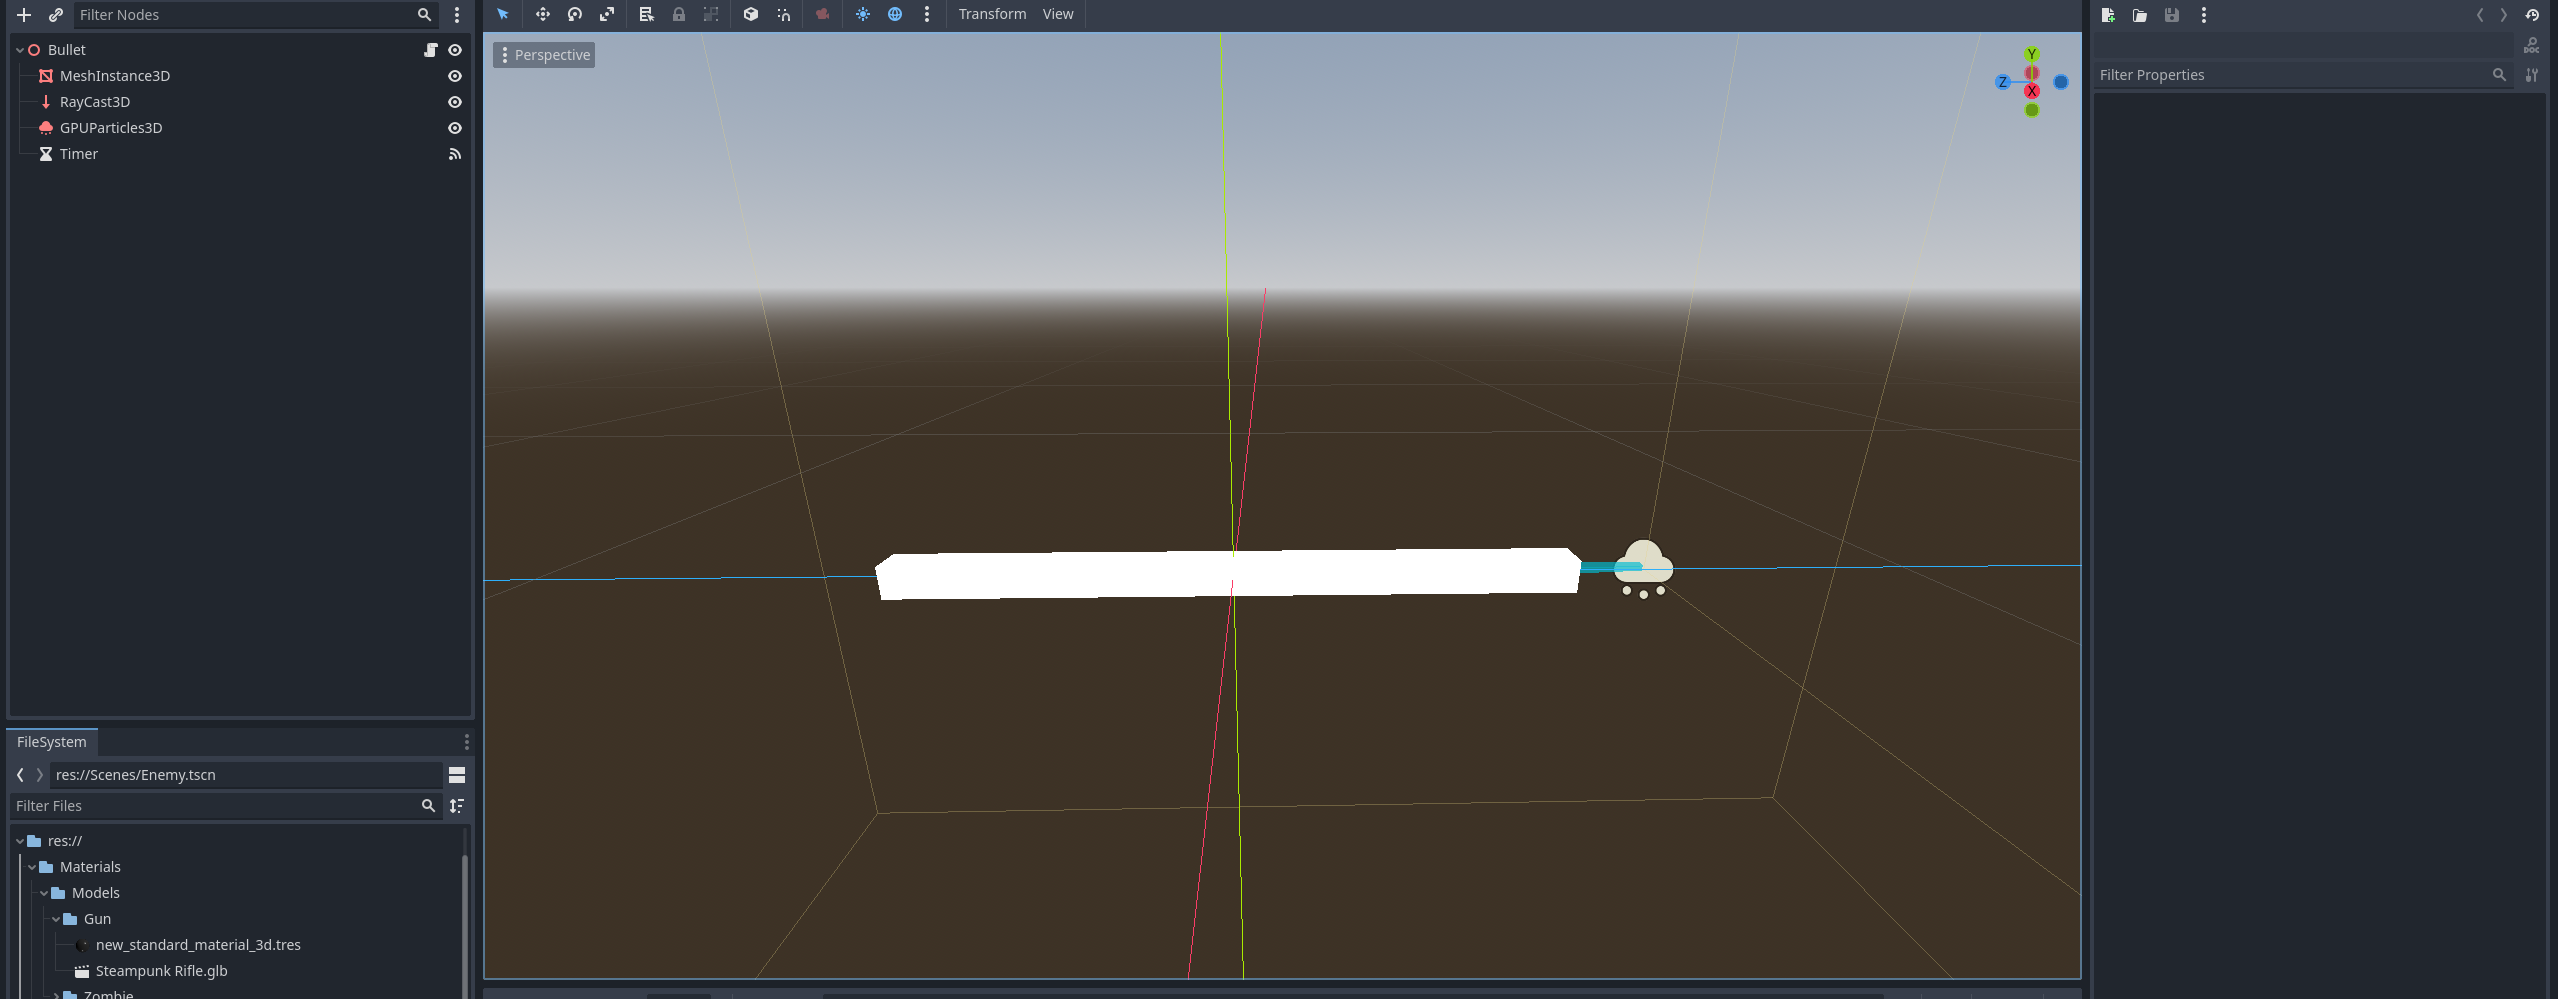 Filter Nodes
Bullet
MeshInstance3D
RayCast3D
GPUParticles3D
Timer
FileSystem
res://Scenes/Enemy.tscn
Filter Files
res://
Materials
Models
Gun
new_standard_material_3d.tres
Steampunk Rifle.glb
Zombie
Transform View
Perspective
Y
Z
X
DOC
Filter Properties